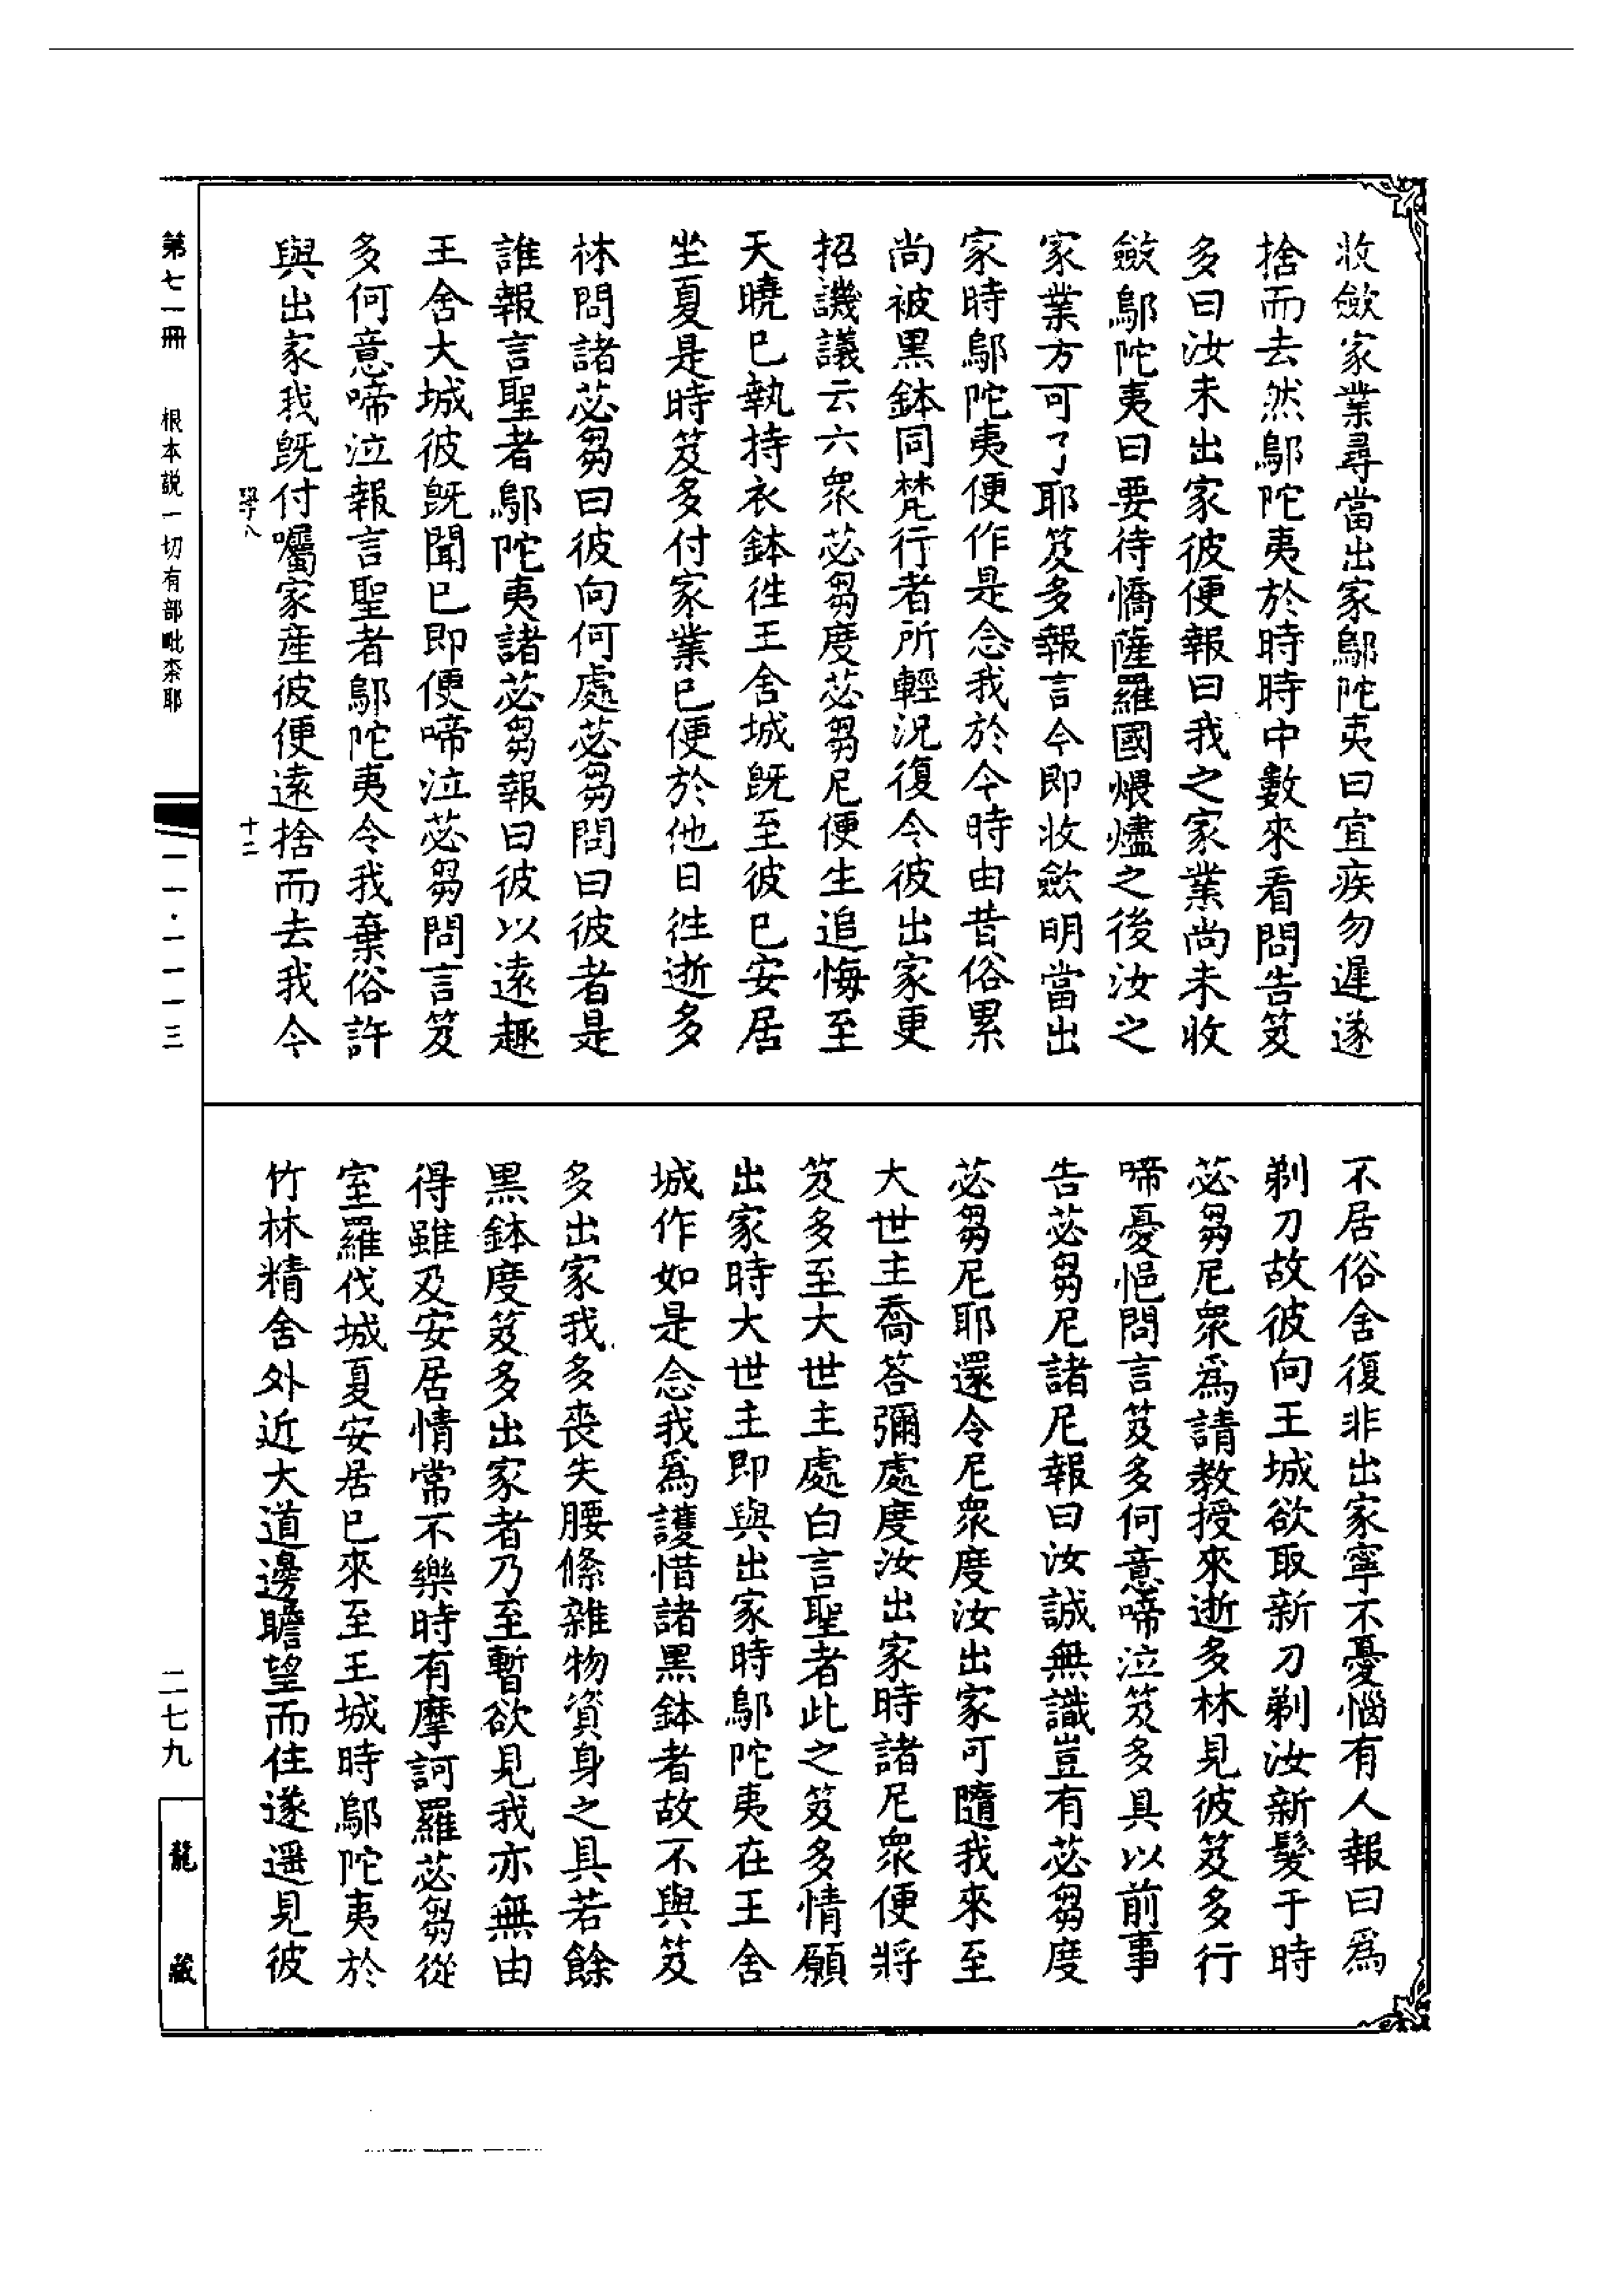 收斂家業尋當出家鄔陀夷曰宜疾勿遲遂
捨而去然鄔陀夷於時時中數來看問告笈
多曰汝未出家彼便報曰我之家業尚未收
斂鄔陀夷曰要待憍薩羅國煨燼之後汝之
家業方可了耶笈多報言今即收斂明當出
家時鄔陀夷便作是念我於今時由昔俗累
尚被黑鉢同梵行者所輕況復今彼出家更
招譏議云六眾苾芻度苾芻尼便生追悔至
天曉已執持衣鉢往王舍城既至彼已安居
坐夏是時笈多付家業已便於他日往逝多
林問諸苾芻曰彼向何處苾芻問曰彼者是
誰報言聖者鄔陀夷諸苾芻報曰彼以遠趣
王舍大城彼既聞已即便啼泣苾芻問言笈
多何意啼泣報言聖者鄔陀夷令我棄俗許
與出家我既付囑家産彼便遠捨而去我今
不居俗舍復非出家寧不憂惱有人報曰爲
剃刀故彼向王城欲取新刀剃汝新髮于時
苾芻尼眾爲請教授來逝多林見彼笈多行
啼憂悒問言笈多何意啼泣笈多具以前事
告苾芻尼諸尼報曰汝誠無識豈有苾芻度
苾芻尼耶還令尼眾度汝出家可隨我來至
大世主喬荅彌處度汝出家時諸尼眾便將
笈多至大世主處白言聖者此之笈多情願
出家時大世主即與出家時鄔陀夷在王舍
城作如是念我爲護惜諸黑鉢者故不與笈
多出家我多喪失腰絛雜物資身之具若餘
黑鉢度笈多出家者乃至暫欲見我亦無由
得雖及安居情常不樂時有摩訶羅苾芻從
室羅伐城夏安居已來至王城時鄔陀夷於
竹林精舍外近大道邊瞻望而住遂遥見彼
十二
第七一冊 根本説一切有部毗柰耶 一一·一一一三
二七九
龍藏